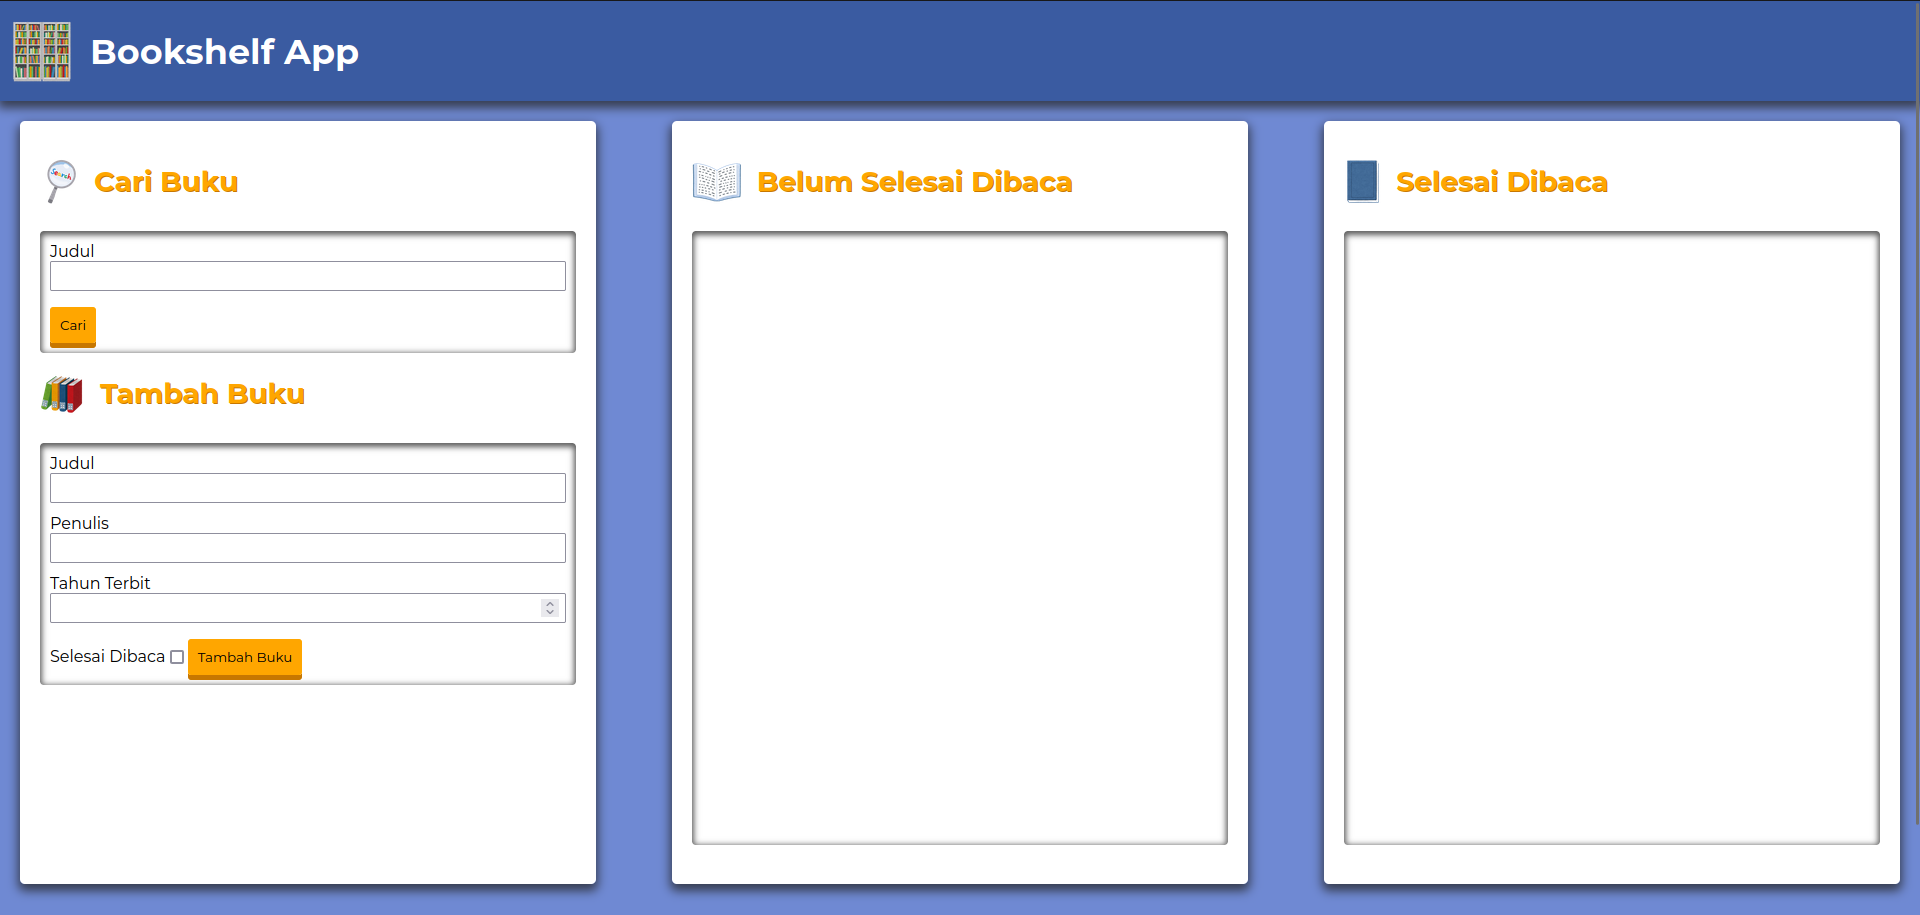 Bookshelf App
Search
Cari Buku
Judul
Cari
Tambah Buku
Judul
Penulis
Tahun Terbit
Selesai Dibaca
Tambah Buku
Belum Selesai Dibaca
Selesai Dibaca